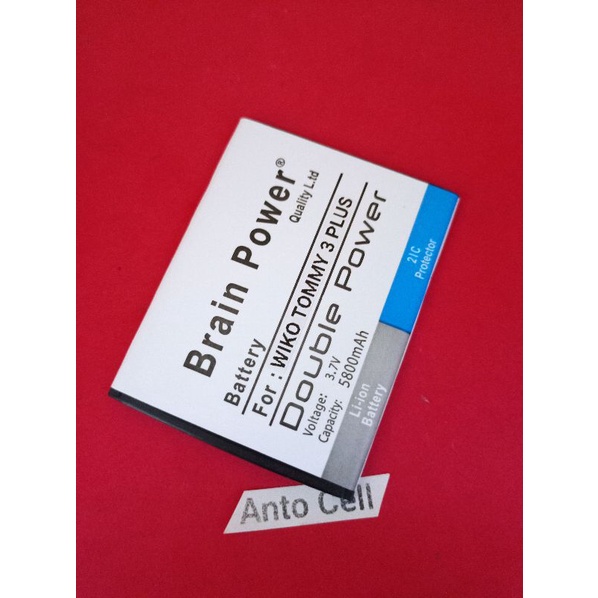 Brain Power®
Quality L.td
Battery
For : WIKO TOMMY 3 PLUS
Double Power
Voltage: 3.7V
Capacity: 5800mAh
2IC
Protector
Li-ion
Battery
Anto Cell